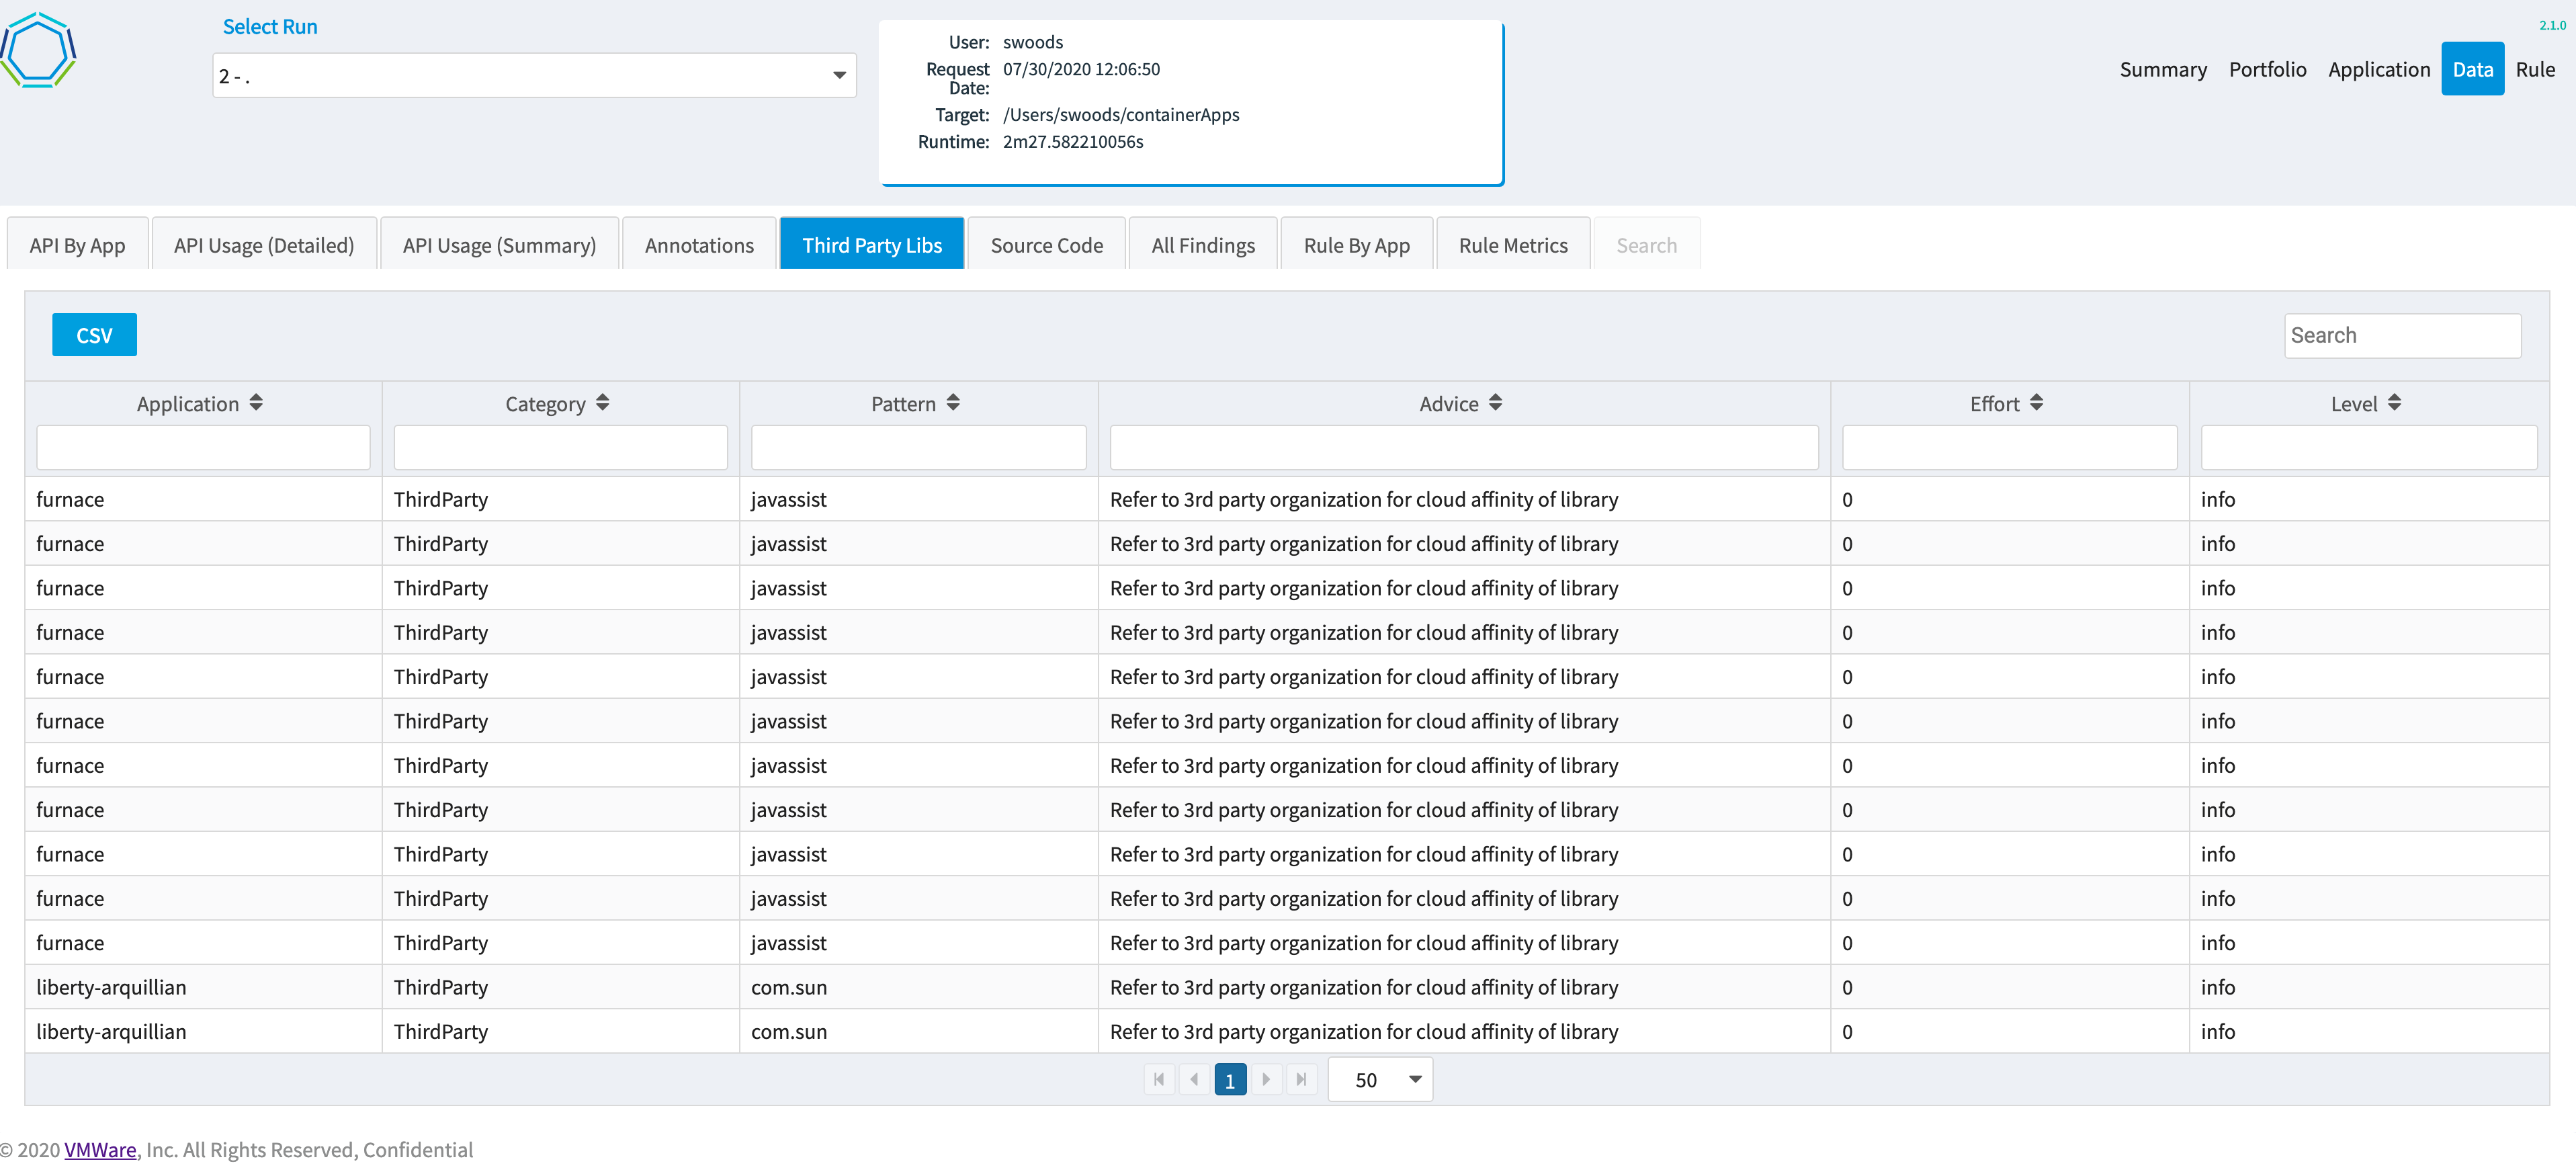 Select Run
2 - .
User: swoods
Request Date: 07/30/2020 12:06:50
Target: /Users/swoods/containerApps
Runtime: 2m27.582210056s
2.1.0
Summary Portfolio Application Data Rule
API By App API Usage (Detailed) API Usage (Summary) Annotations Third Party Libs Source Code All Findings Rule By App Rule Metrics Search
CSV Search
Application Category Pattern Advice Effort Level
furnace ThirdParty javassist Refer to 3rd party organization for cloud affinity of library 0 info
furnace ThirdParty javassist Refer to 3rd party organization for cloud affinity of library 0 info
furnace ThirdParty javassist Refer to 3rd party organization for cloud affinity of library 0 info
furnace ThirdParty javassist Refer to 3rd party organization for cloud affinity of library 0 info
furnace ThirdParty javassist Refer to 3rd party organization for cloud affinity of library 0 info
furnace ThirdParty javassist Refer to 3rd party organization for cloud affinity of library 0 info
furnace ThirdParty javassist Refer to 3rd party organization for cloud affinity of library 0 info
furnace ThirdParty javassist Refer to 3rd party organization for cloud affinity of library 0 info
furnace ThirdParty javassist Refer to 3rd party organization for cloud affinity of library 0 info
furnace ThirdParty javassist Refer to 3rd party organization for cloud affinity of library 0 info
furnace ThirdParty javassist Refer to 3rd party organization for cloud affinity of library 0 info
liberty-arquillian ThirdParty com.sun Refer to 3rd party organization for cloud affinity of library 0 info
liberty-arquillian ThirdParty com.sun Refer to 3rd party organization for cloud affinity of library 0 info
1 50
© 2020 VMWare, Inc. All Rights Reserved, Confidential